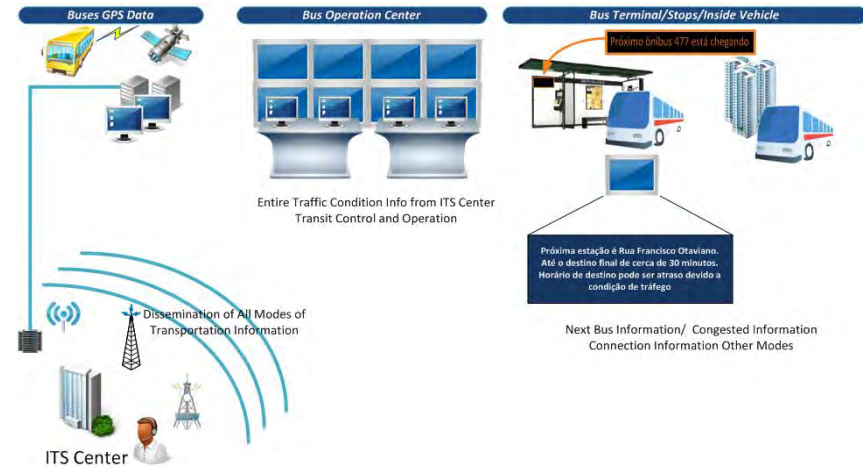 Buses GPS Data
Bus Operation Center
Bus Terminal/Stops/Inside Vehicle
Próximo ônibus 477 está chegando
Entire Traffic Condition Info from ITS Center
Transit Control and Operation
Próxima estação é Rua Francisco Otaviano.
Até o destino final de cerca de 30 minutos.
Horário de destino pode ser atraso devido a
condição de tráfego
Dissemination of All Modes of
Transportation Information
Next Bus Information/ Congested Information
Connection Information Other Modes
ITS Center